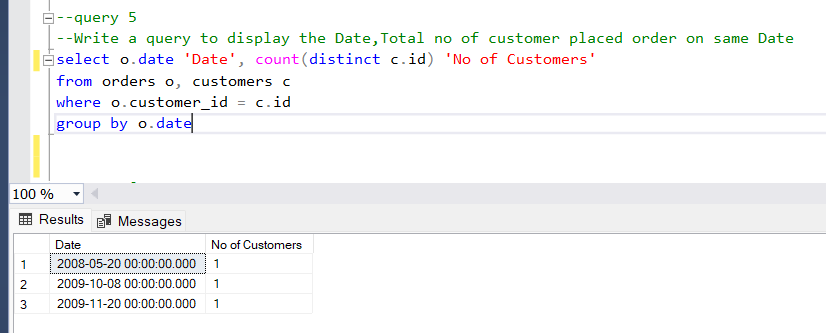 --query 5
--Write a query to display the Date,Total no of customer placed order on same Date
select o.date 'Date', count(distinct c.id) 'No of Customers'
from orders o, customers c
where o.customer_id = c.id
group by o.date
100 %
Results Messages
Date No of Customers
1 2008-05-20 00:00:00.000 1
2 2009-10-08 00:00:00.000 1
3 2009-11-20 00:00:00.000 1